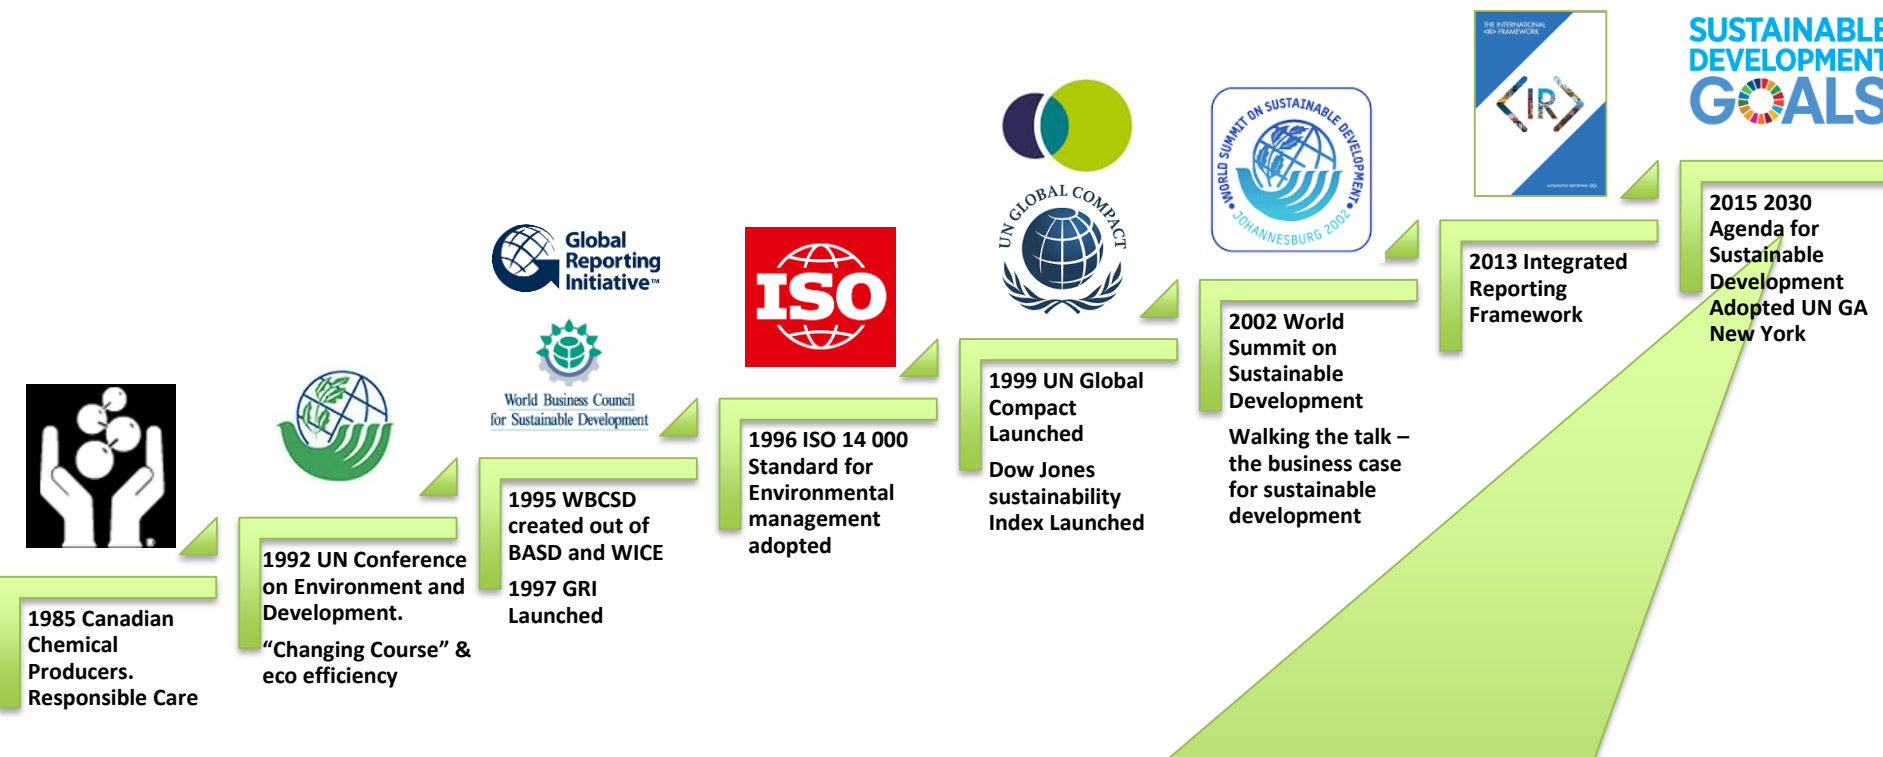 1985 Canadian
Chemical
Producers.
Responsible Care
1992 UN Conference
on Environment and
Development.
“Changing Course” &
eco efficiency
Global
Reporting
Initiative™
World Business Council
for Sustainable Development
1995 WBCSD
created out of
BASD and WICE
1997 GRI
Launched
ISO
1996 ISO 14 000
Standard for
Environmental
management
adopted
UN GLOBAL COMPACT
1999 UN Global
Compact
Launched
Dow Jones
sustainability
Index Launched
•WORLD SUMMIT ON SUSTAINABLE DEVELOPMENT•
JOHANNESBURG 2002
2002 World
Summit on
Sustainable
Development
Walking the talk –
the business case
for sustainable
development
THE INTERNATIONAL
<IR> FRAMEWORK
<IR>
INTEGRATED REPORTING <IR>
2013 Integrated
Reporting
Framework
SUSTAINABLE
DEVELOPMENT
GOALS
2015 2030
Agenda for
Sustainable
Development
Adopted UN GA
New York